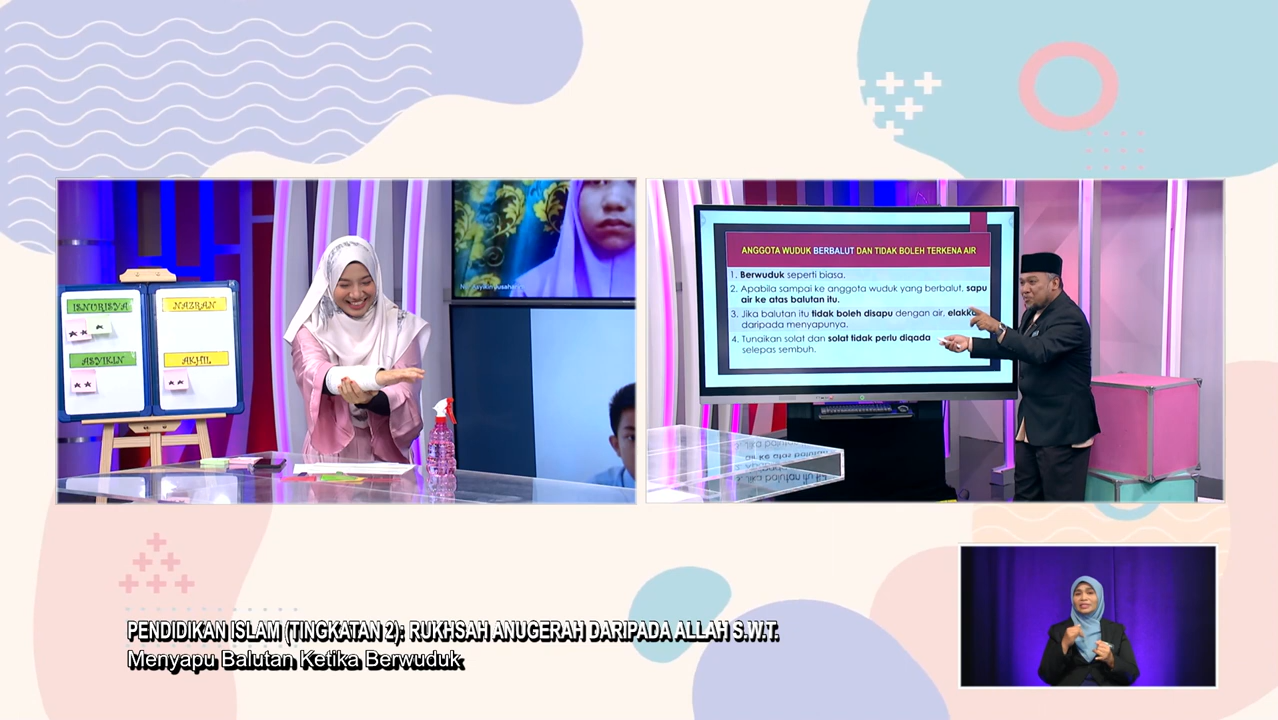 ISNURISYA
NAZRAN
ASYIKIN
AKHIL
ANGGOTA WUDUK BERBALUT DAN TIDAK BOLEH TERKENA AIR
1. Berwuduk seperti biasa.
2. Apabila sampai ke anggota wuduk yang berbalut, sapu
air ke atas balutan itu.
3. Jika balutan itu tidak boleh disapu dengan air, elakkan
daripada menyapunya.
4. Tunaikan solat dan solat tidak perlu diqada
selepas sembuh.
PENDIDIKAN ISLAM (TINGKATAN 2): RUKHSAH ANUGERAH DARIPADA ALLAH S.W.T.
Menyapu Balutan Ketika Berwuduk